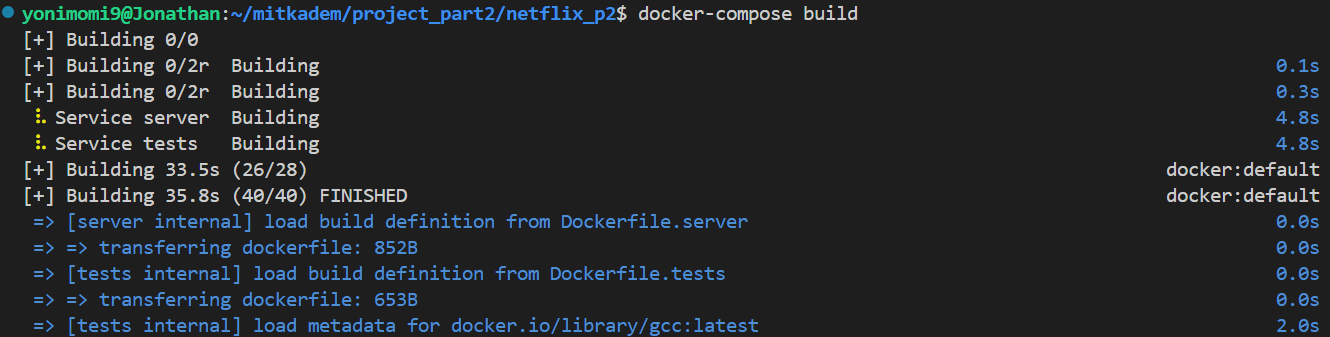 yonimomi9@Jonathan:~/mitkadem/project_part2/netflix_p2$ docker-compose build
[+] Building 0/0
[+] Building 0/2r  Building 0.1s
[+] Building 0/2r  Building 0.3s
⠧ Service server  Building 4.8s
⠧ Service tests   Building 4.8s
[+] Building 33.5s (26/28) docker:default
[+] Building 35.8s (40/40) FINISHED docker:default
=> [server internal] load build definition from Dockerfile.server 0.0s
=> => transferring dockerfile: 852B 0.0s
=> [tests internal] load build definition from Dockerfile.tests 0.0s
=> => transferring dockerfile: 653B 0.0s
=> [tests internal] load metadata for docker.io/library/gcc:latest 2.0s